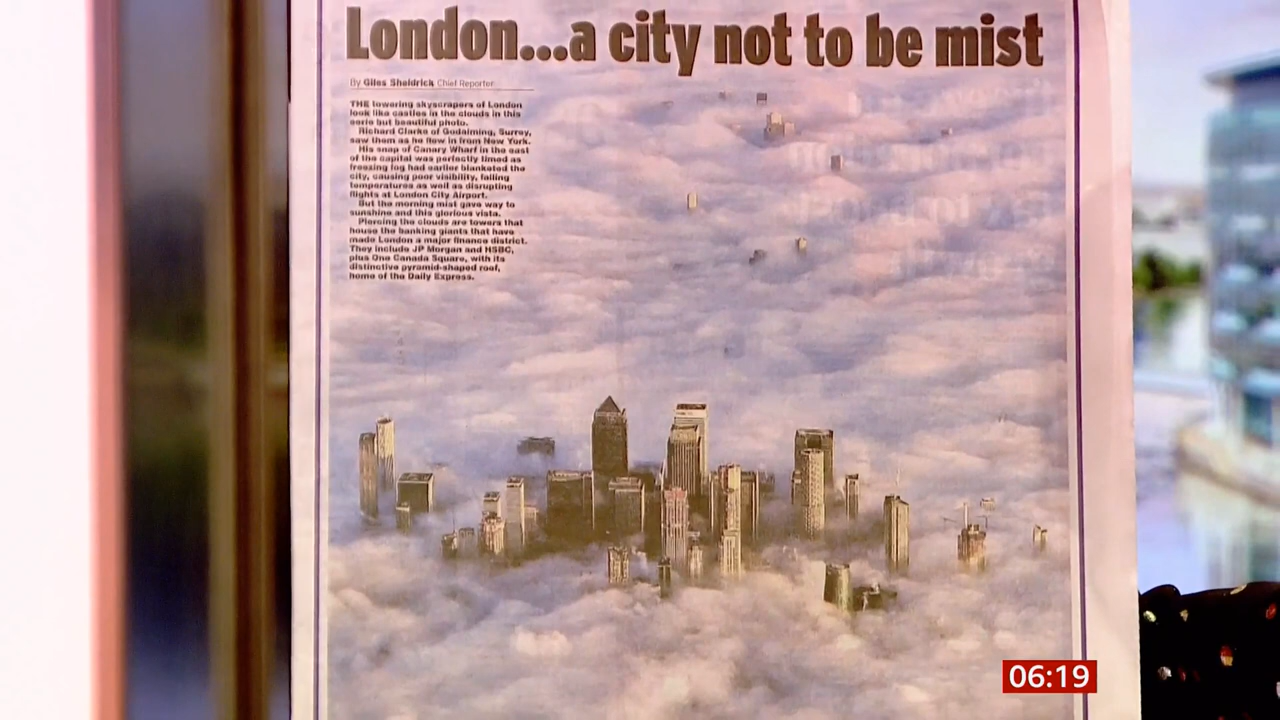 London...a city not to be mist
By Giles Sheldrick Chief Reporter
THE towering skyscrapers of London
look like castles in the clouds in this
eerie but beautiful photo.
Richard Clarke of Godalming, Surrey,
saw them as he flew in from New York.
His snap of Canary Wharf in the east
of the capital was perfectly timed as
freezing fog had earlier blanketed the
city, causing poor visibility, falling
temperatures as well as disrupting
flights at London City Airport.
But the morning mist gave way to
sunshine and this glorious vista.
Piercing the clouds are towers that
house the banking giants that have
made London a major finance district.
They include JP Morgan and HSBC,
plus One Canada Square, with its
distinctive pyramid-shaped roof,
home of the Daily Express.
06:19